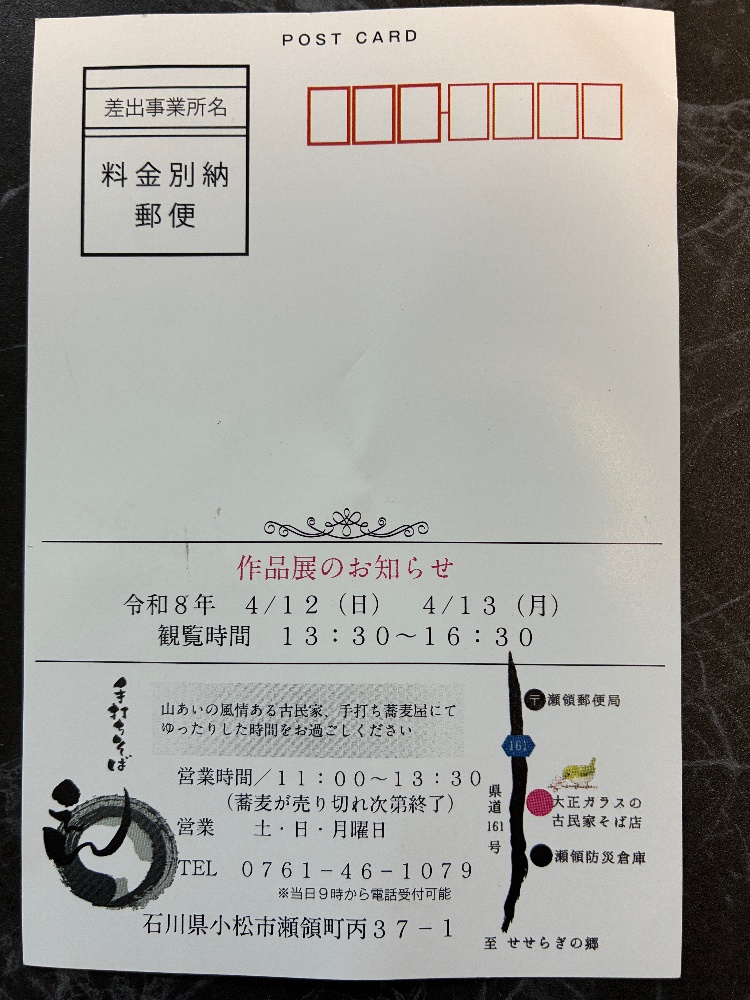 POST CARD
差出事業所名
料金別納
郵便
作品展のお知らせ
令和8年 4/12（日） 4/13（月）
観覧時間 13：30～16：30
手打ちそば
山あいの風情ある古民家、手打ち蕎麦屋にて
ゆったりした時間をお過ごしください
営業時間／11：00～13：30
（蕎麦が売り切れ次第終了）
営業 土・日・月曜日
TEL 0761-46-1079
※当日9時から電話受付可能
石川県小松市瀬領町丙37-1
〒瀬領郵便局
161
県道161号
大正ガラスの
古民家そば店
瀬領防災倉庫
至 せせらぎの郷